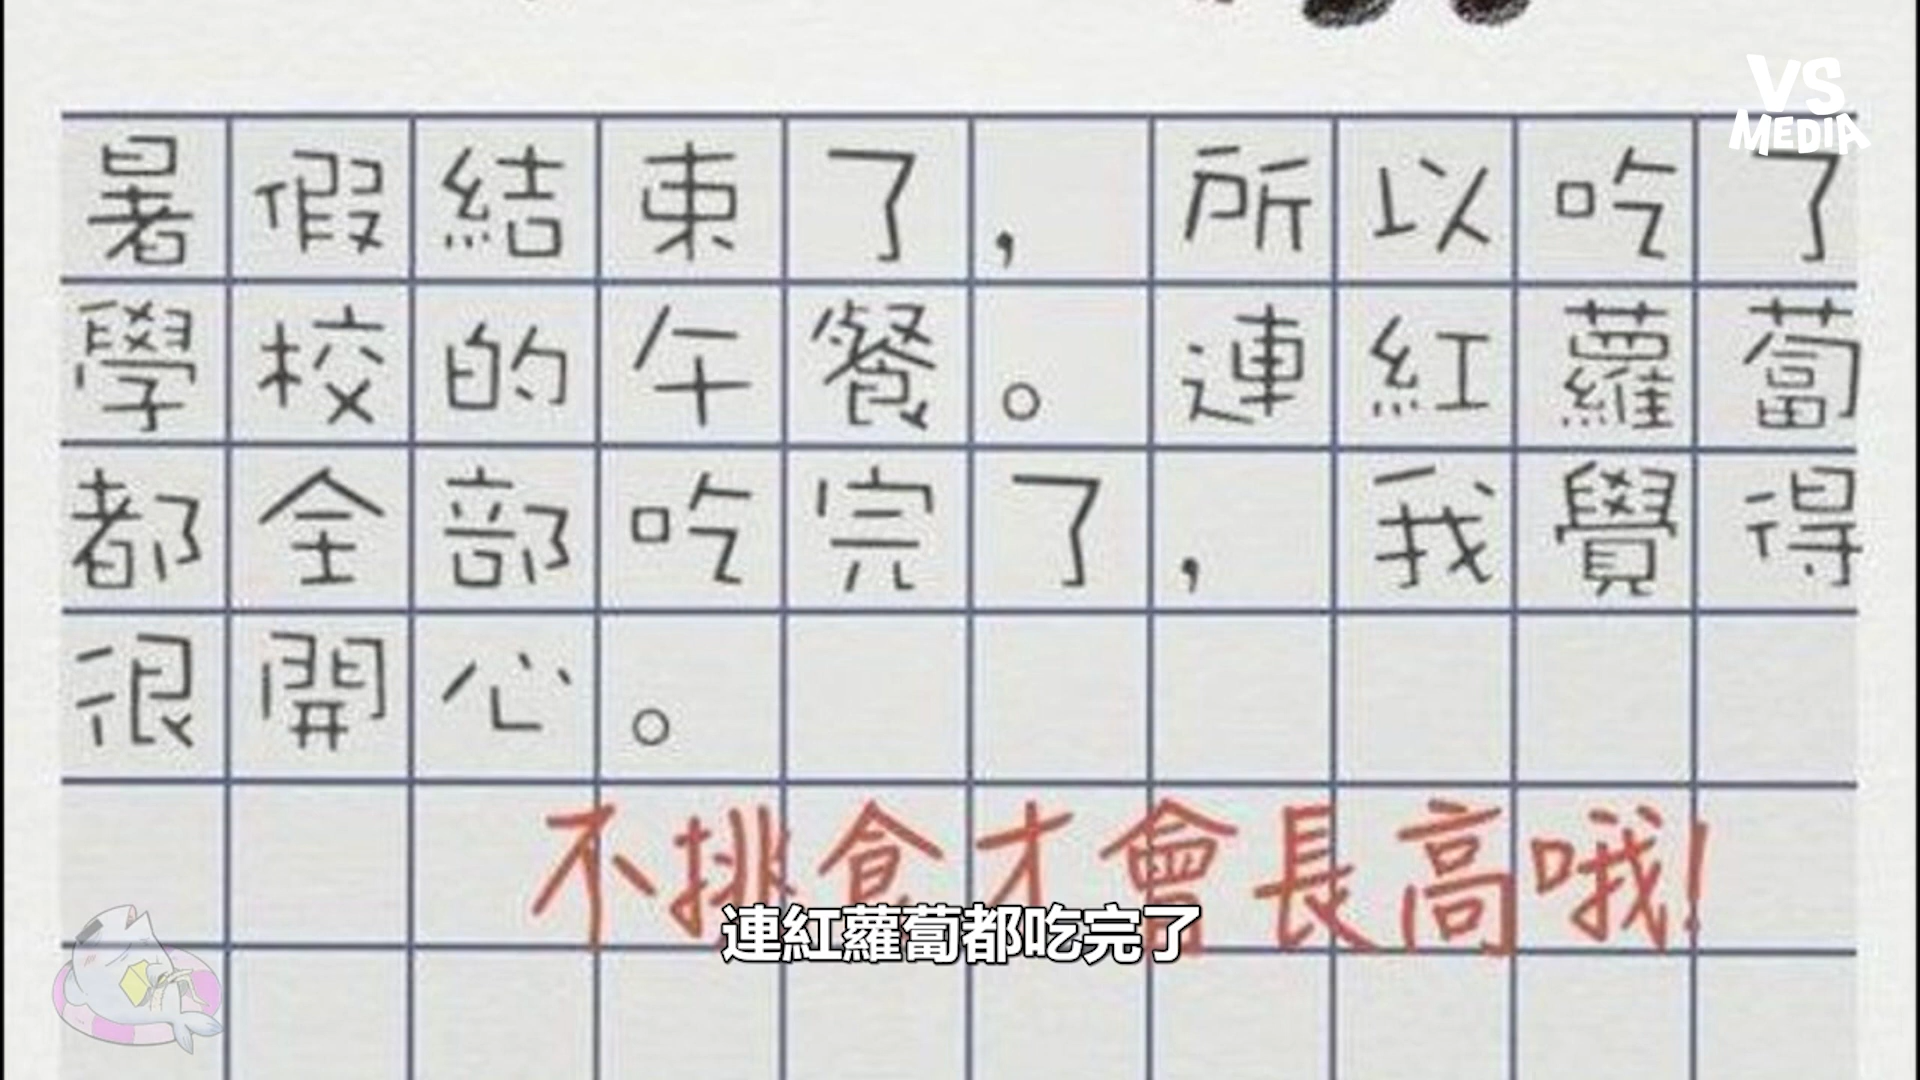 VS
MEDIA
暑假結束了，所以吃了
學校的午餐。連紅蘿蔔
都全部吃完了，我覺得
很開心。
不挑食才會長高哦!
連紅蘿蔔都吃完了